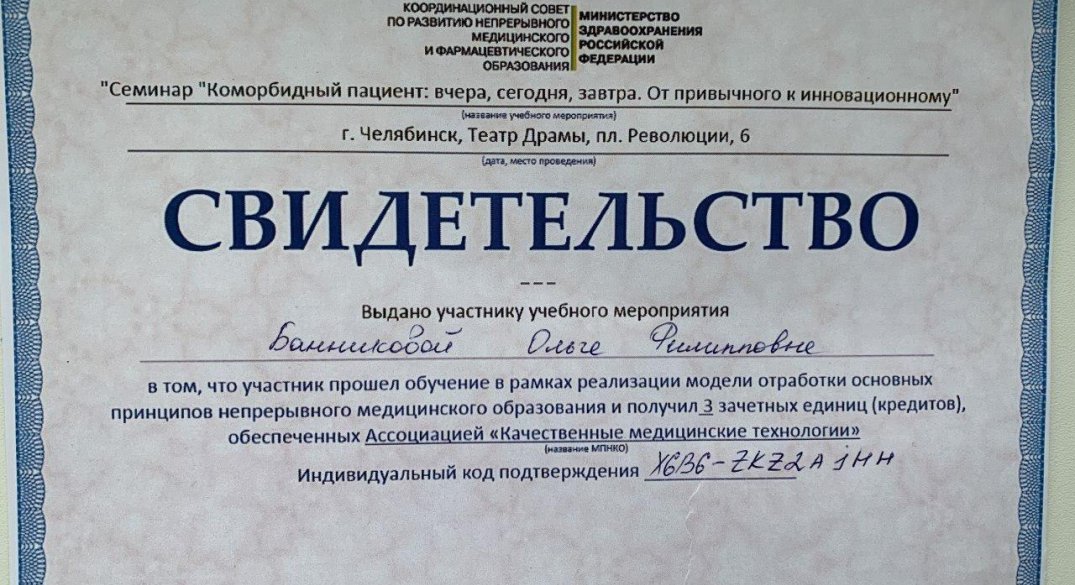 КООРДИНАЦИОННЫЙ СОВЕТ
ПО РАЗВИТИЮ НЕПРЕРЫВНОГО
МЕДИЦИНСКОГО
И ФАРМАЦЕВТИЧЕСКОГО
ОБРАЗОВАНИЯ
МИНИСТЕРСТВО
ЗДРАВООХРАНЕНИЯ
РОССИЙСКОЙ
ФЕДЕРАЦИИ
"Семинар "Коморбидный пациент: вчера, сегодня, завтра. От привычного к инновационному"
(название учебного мероприятия)
г. Челябинск, Театр Драмы, пл. Революции, 6
(дата, место проведения)
СВИДЕТЕЛЬСТВО
---
Выдано участнику учебного мероприятия
Банниковой Ольге Филипповне
в том, что участник прошел обучение в рамках реализации модели отработки основных
принципов непрерывного медицинского образования и получил 3 зачетных единиц (кредитов),
обеспеченных Ассоциацией «Качественные медицинские технологии»
(название МПНКО)
Индивидуальный код подтверждения